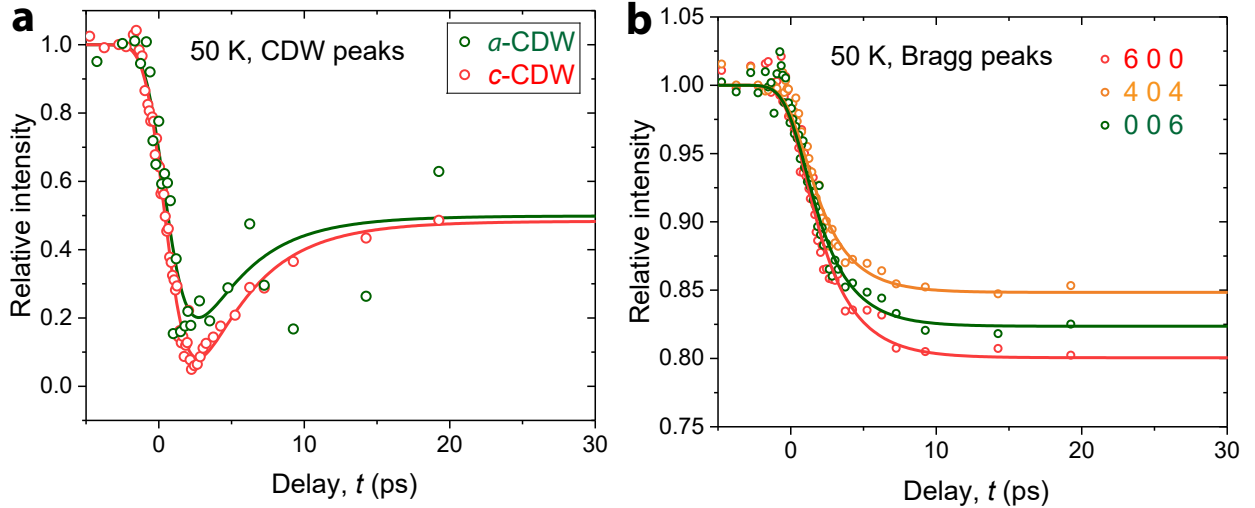 a
50 K, CDW peaks
a-CDW
c-CDW
Relative intensity
1.0
0.8
0.6
0.4
0.2
0.0
0
10
20
30
Delay, t (ps)
b
50 K, Bragg peaks
6 0 0
4 0 4
0 0 6
Relative intensity
1.05
1.00
0.95
0.90
0.85
0.80
0.75
0
10
20
30
Delay, t (ps)